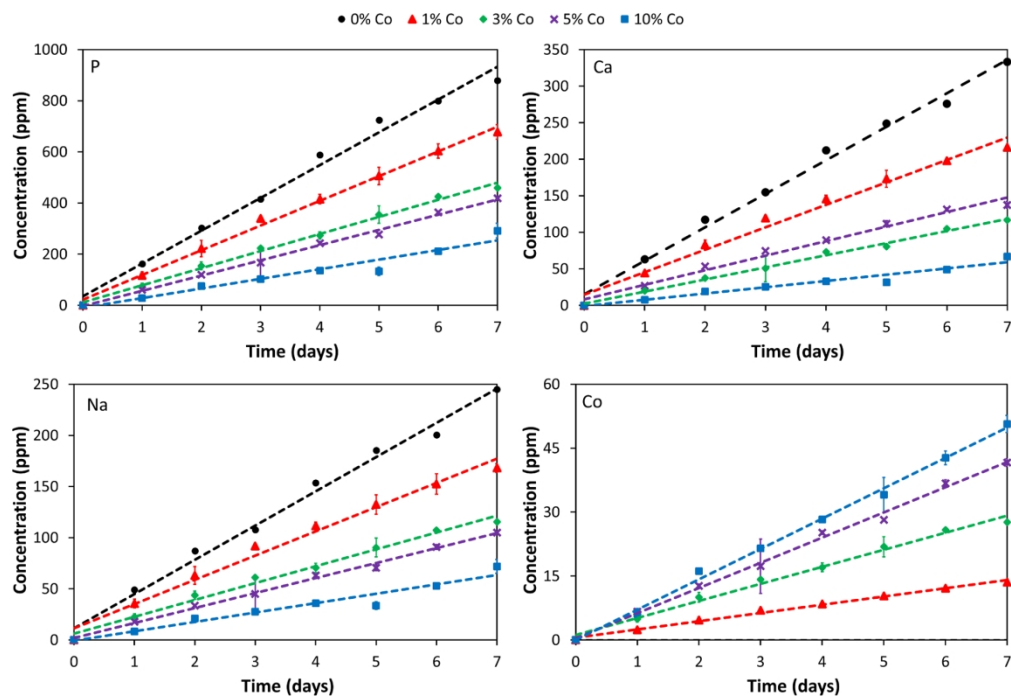 0% Co 1% Co 3% Co 5% Co 10% Co
P
Concentration (ppm)
1000
800
600
400
200
0
0 1 2 3 4 5 6 7
Time (days)
Ca
Concentration (ppm)
350
300
250
200
150
100
50
0
0 1 2 3 4 5 6 7
Time (days)
Na
Concentration (ppm)
250
200
150
100
50
0
0 1 2 3 4 5 6 7
Time (days)
Co
Concentration (ppm)
60
45
30
15
0
0 1 2 3 4 5 6 7
Time (days)